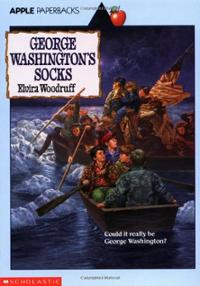 APPLE PAPERBACKS
GEORGE
WASHINGTON'S
SOCKS
Elvira Woodruff
Could it really be
George Washington?
SCHOLASTIC